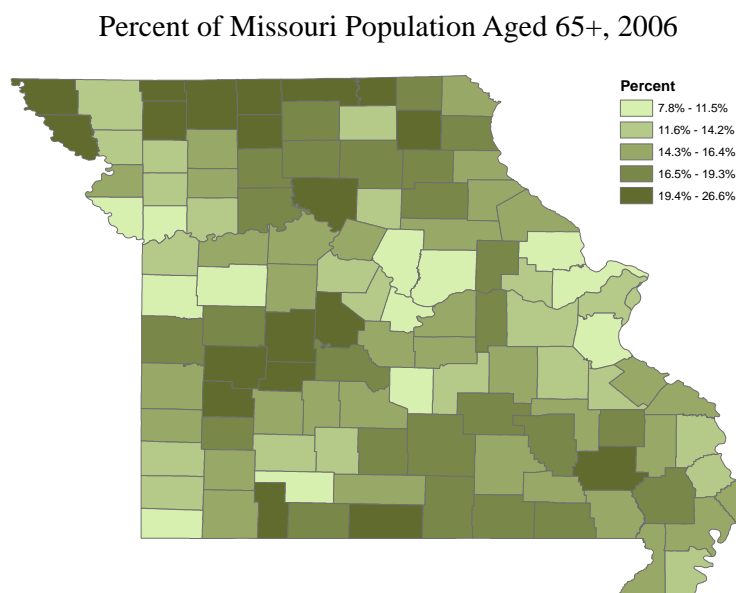 Percent of Missouri Population Aged 65+, 2006
Percent
7.8% - 11.5%
11.6% - 14.2%
14.3% - 16.4%
16.5% - 19.3%
19.4% - 26.6%